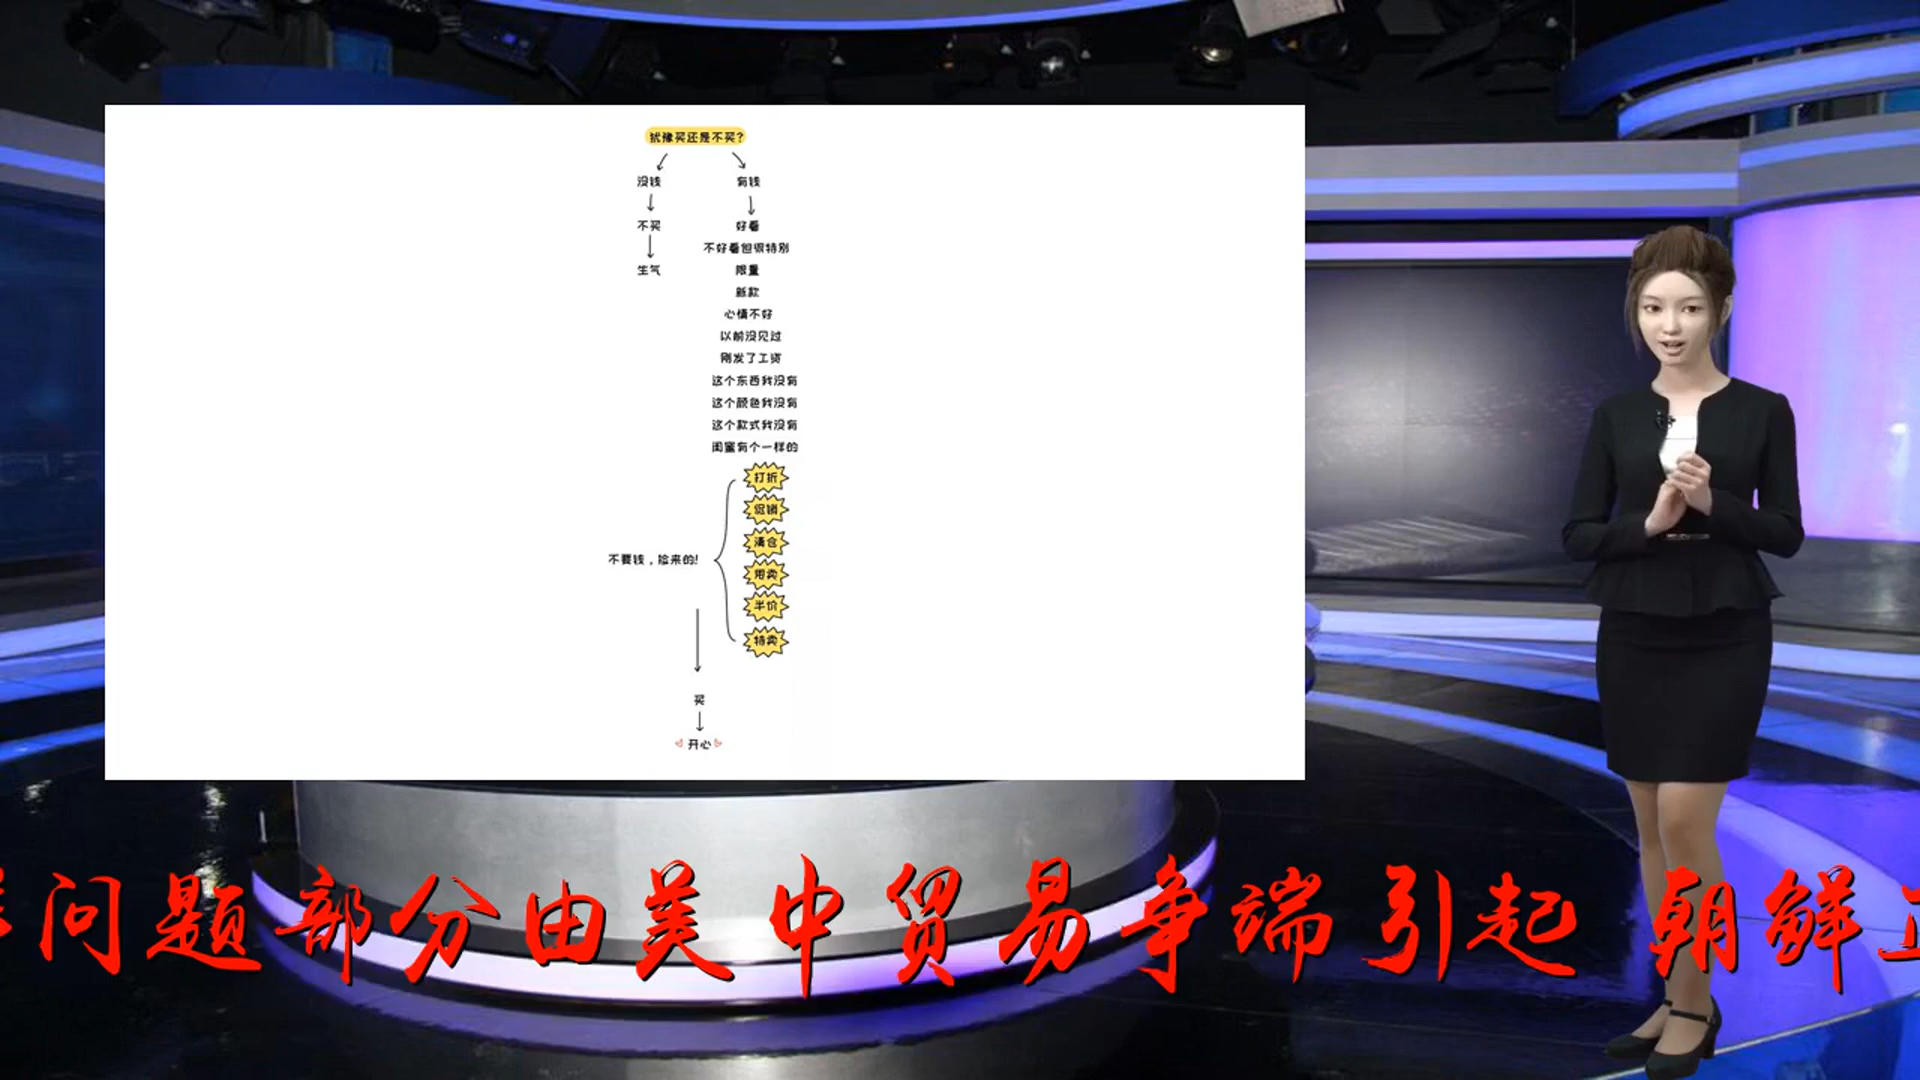 犹豫买还是不买?
没钱 有钱
不买 好看
不好看但很特别
生气 限量
新款
心情不好
以前没见过
刚发了工资
这个东西我没有
这个颜色我没有
这个款式我没有
闺蜜有个一样的
打折
促销
清仓
不要钱，捡来的!
甩卖
半价
特卖
买
开心
问题部分由美中贸易争端引起 朝鲜